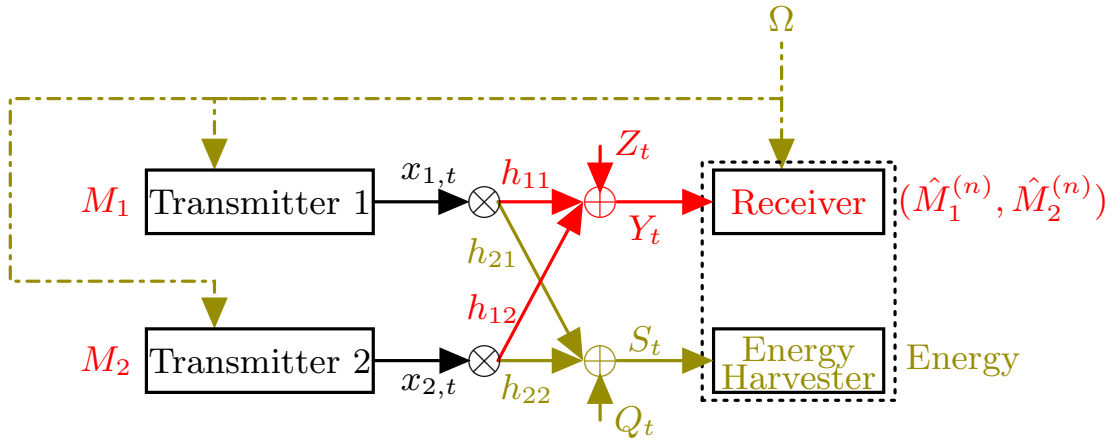 Ω
x_{1,t}
h_{11}
Z_t
M_1
Transmitter 1
Receiver
(\hat{M}_1^{(n)}, \hat{M}_2^{(n)})
Y_t
h_{21}
h_{12}
S_t
M_2
Transmitter 2
x_{2,t}
h_{22}
Q_t
Energy
Harvester
Energy